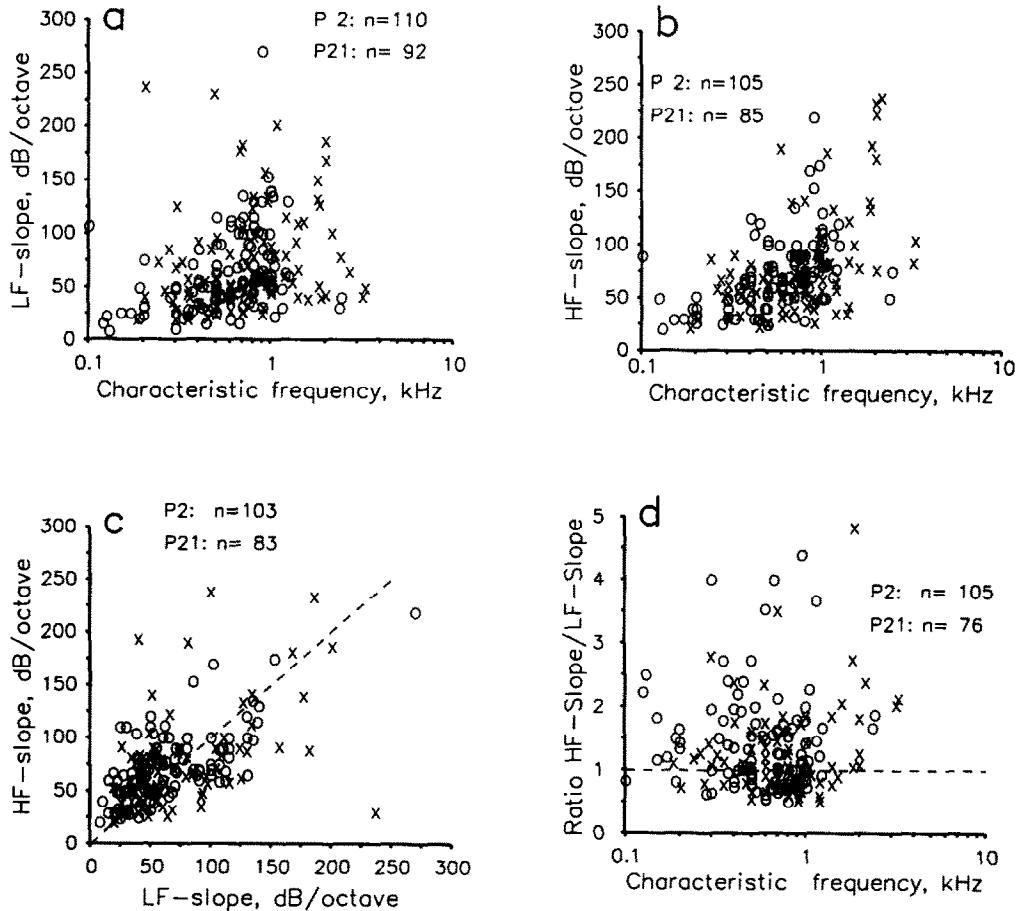 a
P 2: n=110
P21: n= 92
300
250
200
150
100
50
0
LF-slope, dB/octave
0.1
1
10
Characteristic frequency, kHz
b
P 2: n=105
P21: n= 85
300
250
200
150
100
50
0
HF-slope, dB/octave
0.1
1
10
Characteristic frequency, kHz
c
P2: n=103
P21: n= 83
300
250
200
150
100
50
0
HF-slope, dB/octave
0
50
100
150
200
250
300
LF-slope, dB/octave
d
P2: n= 105
P21: n= 76
5
4
3
2
1
0
Ratio HF-Slope/LF-Slope
0.1
1
10
Characteristic frequency, kHz